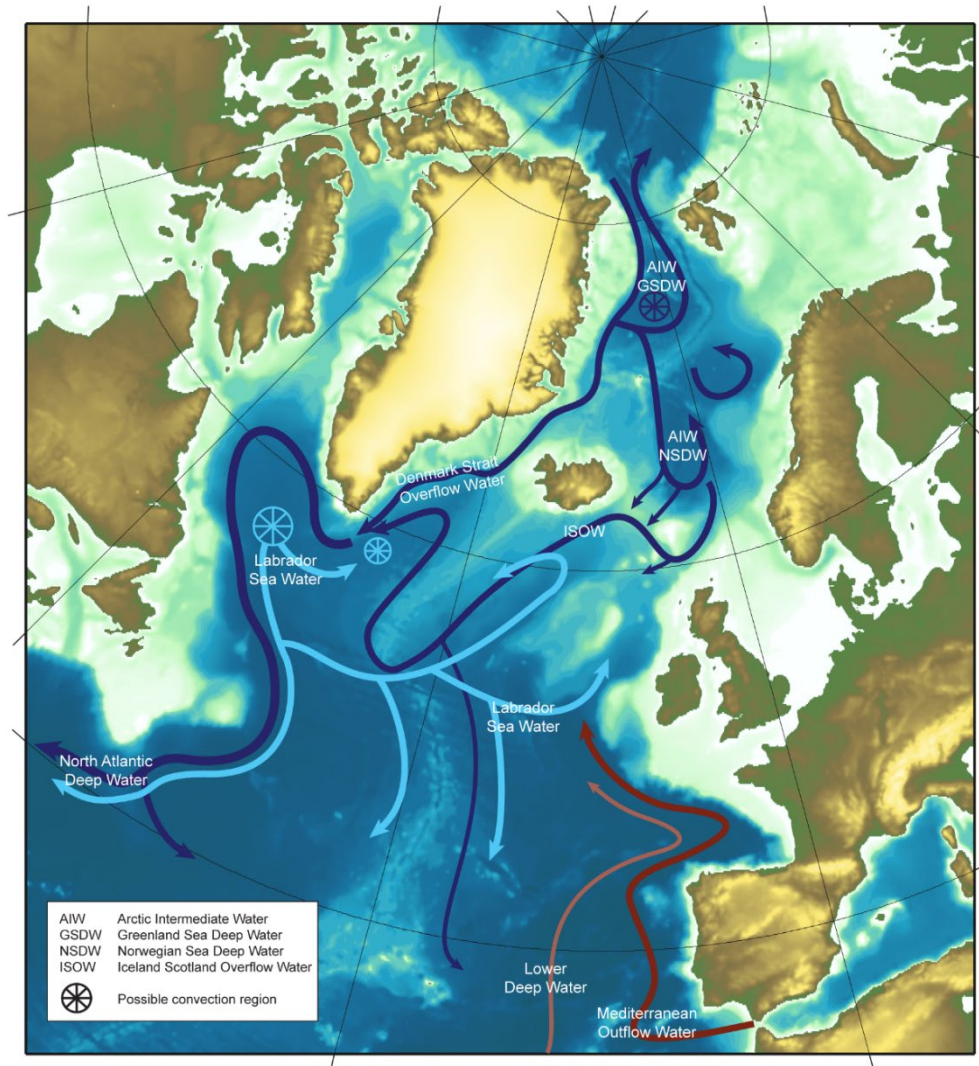 AIW
GSDW
AIW
NSDW
Denmark Strait
Overflow Water
ISOW
Labrador
Sea Water
Labrador
Sea Water
North Atlantic
Deep Water
AIW Arctic Intermediate Water
GSDW Greenland Sea Deep Water
NSDW Norwegian Sea Deep Water
ISOW Iceland Scotland Overflow Water
Possible convection region
Lower
Deep Water
Mediterranean
Outflow Water